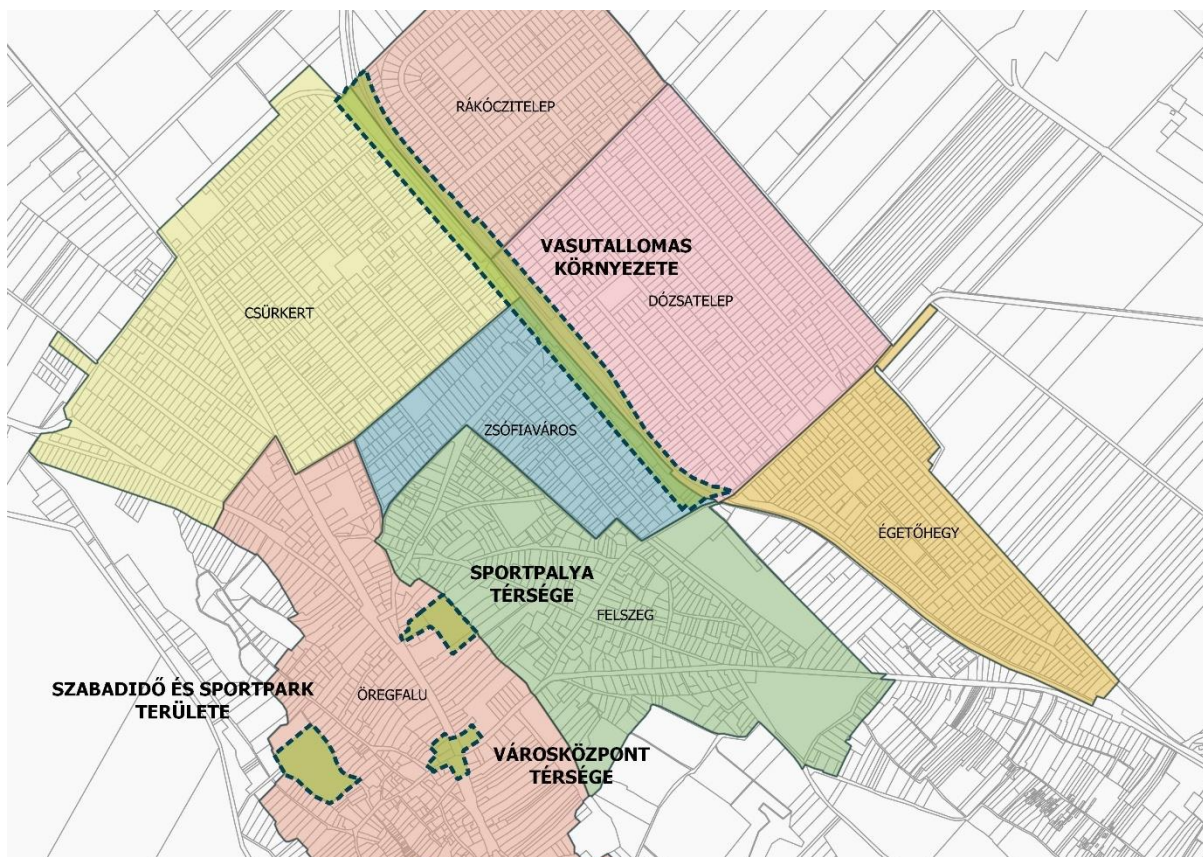 RÁKÓCZITELEP
VASUTALLOMAS
KÖRNYEZETE
DÓZSATELEP
CSÜRKERT
ZSÓFIAVÁROS
ÉGETŐHEGY
SPORTPALYA
TÉRSÉGE
FELSZEG
SZABADIDŐ ÉS SPORTPARK
TERÜLETE
ÖREGFALU
VÁROSKÖZPONT
TÉRSÉGE